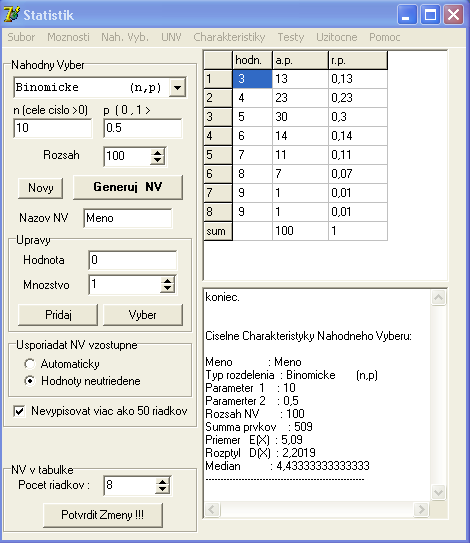 Statistik
Subor Moznosti Nah. Vyb. UNV Charakteristiky Testy Uzitocne Pomoc
Nahodny Vyber
Binomicke (n,p)
n (cele cislo >0) p ( 0 , 1 >
10 0.5
Rozsah 100
Novy Generuj NV
Nazov NV Meno
Upravy
Hodnota 0
Mnozstvo 1
Pridaj Vyber
Usporiadat NV vzostupne
Automaticky
Hodnoty neutriedene
Nevypisovat viac ako 50 riadkov
NV v tabulke
Pocet riadkov : 8
Potvrdit Zmeny !!!
hodn. a.p. r.p.
1 3 13 0,13
2 4 23 0,23
3 5 30 0,3
4 6 14 0,14
5 7 11 0,11
6 8 7 0,07
7 9 1 0,01
8 9 1 0,01
sum 100 1
koniec.
Ciselne Charakteristyky Nahodneho Vyberu:
Meno : Meno
Typ rozdelenia : Binomicke (n,p)
Parameter 1 : 10
Paramerter 2 : 0,5
Rozsah NV : 100
Summa prvkov : 509
Priemer E(X) : 5,09
Rozptyl D(X) : 2,2019
Median : 4,43333333333333
------------------------------------------------------